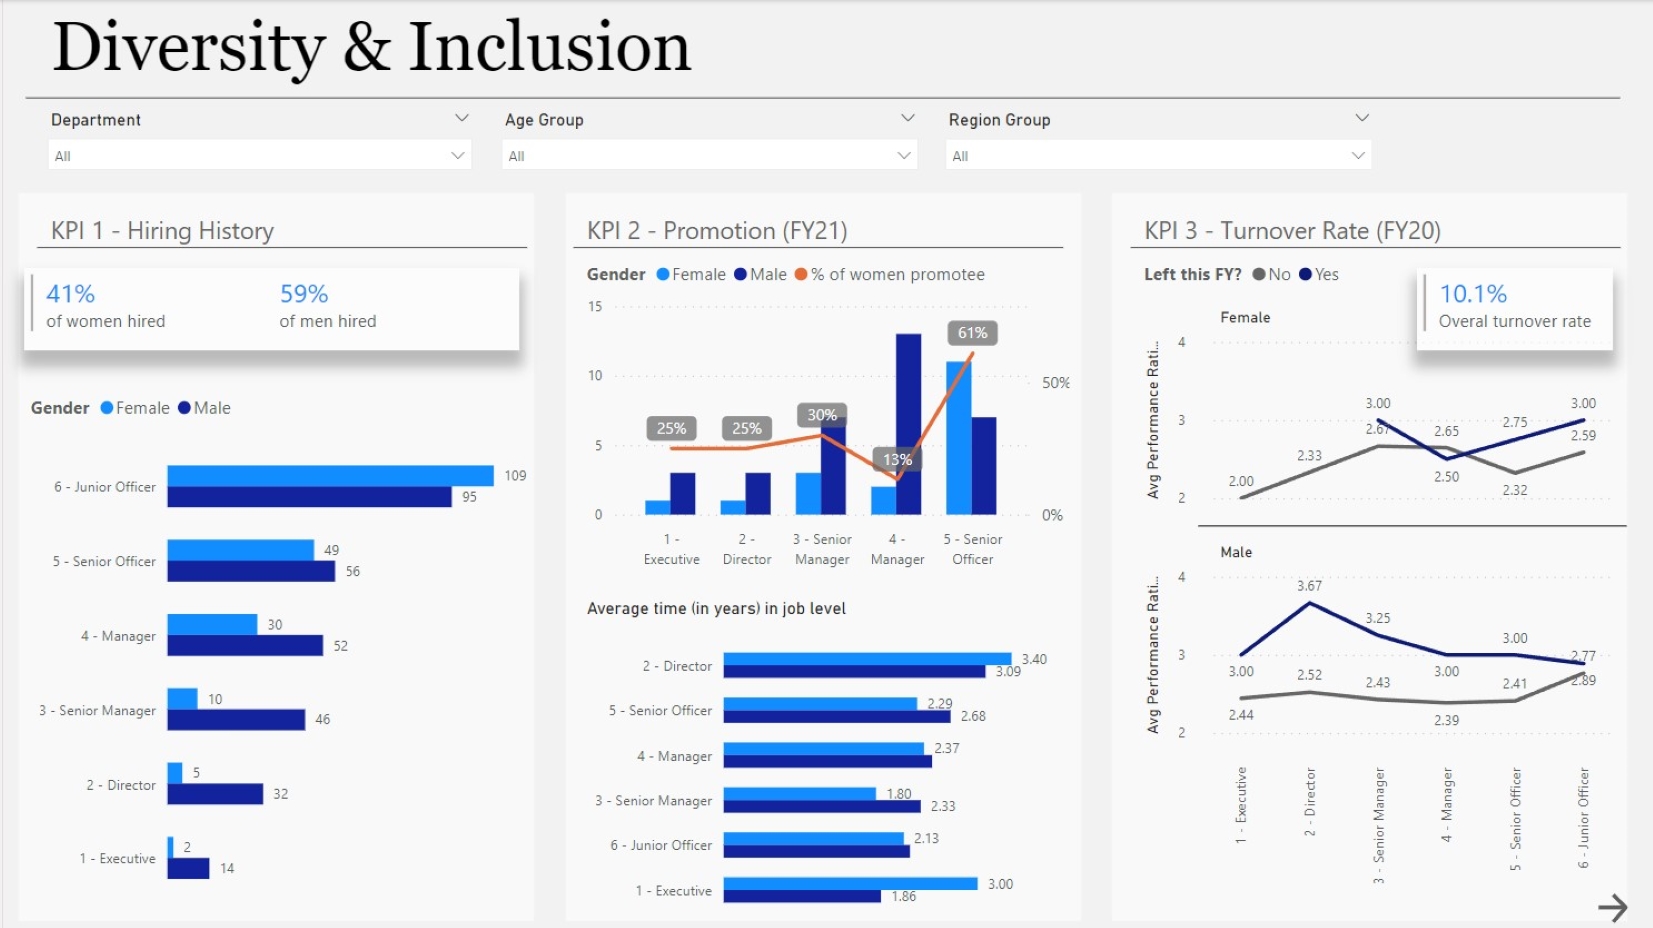 Diversity & Inclusion
Department
Age Group
Region Group
All
All
All
KPI 1 - Hiring History
41%
of women hired
59%
of men hired
Gender Female Male
6 - Junior Officer
109
95
5 - Senior Officer
49
56
4 - Manager
30
52
3 - Senior Manager
10
46
2 - Director
5
32
1 - Executive
2
14
KPI 2 - Promotion (FY21)
Gender Female Male % of women promotee
15
10
5
0
50%
0%
25%
25%
30%
13%
61%
1 -
Executive
2 -
Director
3 - Senior
Manager
4 -
Manager
5 - Senior
Officer
Average time (in years) in job level
2 - Director
3.40
3.09
5 - Senior Officer
2.29
2.68
4 - Manager
2.37
3 - Senior Manager
1.80
2.33
6 - Junior Officer
2.13
1 - Executive
3.00
1.86
KPI 3 - Turnover Rate (FY20)
Left this FY? No Yes
10.1%
Overal turnover rate
Female
Avg Performance Rati...
4
3
2
2.00
2.33
3.00
2.67
2.65
2.50
2.75
2.32
3.00
2.59
Male
Avg Performance Rati...
4
3
2
3.00
2.44
3.67
2.52
3.25
2.43
3.00
2.39
3.00
2.41
2.77
2.89
1 - Executive
2 - Director
3 - Senior Manager
4 - Manager
5 - Senior Officer
6 - Junior Officer